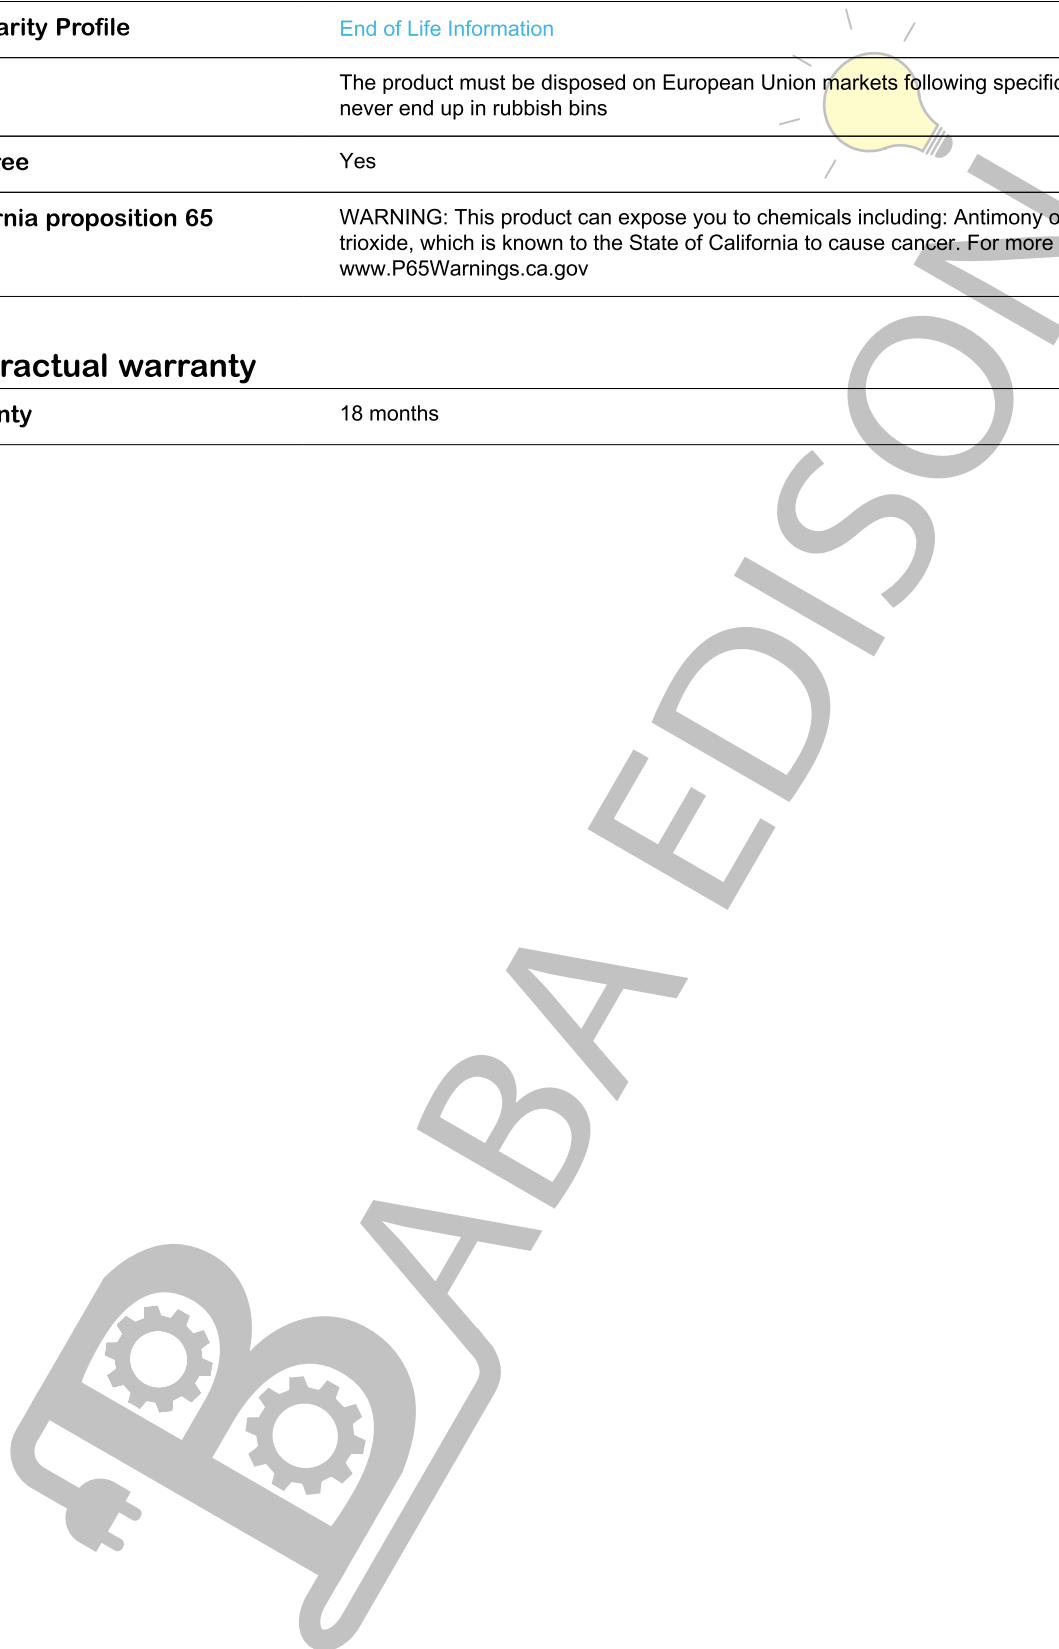 arity Profile End of Life Information
The product must be disposed on European Union markets following specific
never end up in rubbish bins
ree Yes
rnia proposition 65 WARNING: This product can expose you to chemicals including: Antimony o
trioxide, which is known to the State of California to cause cancer. For more
www.P65Warnings.ca.gov
ractual warranty
nty 18 months
BABA EDISON